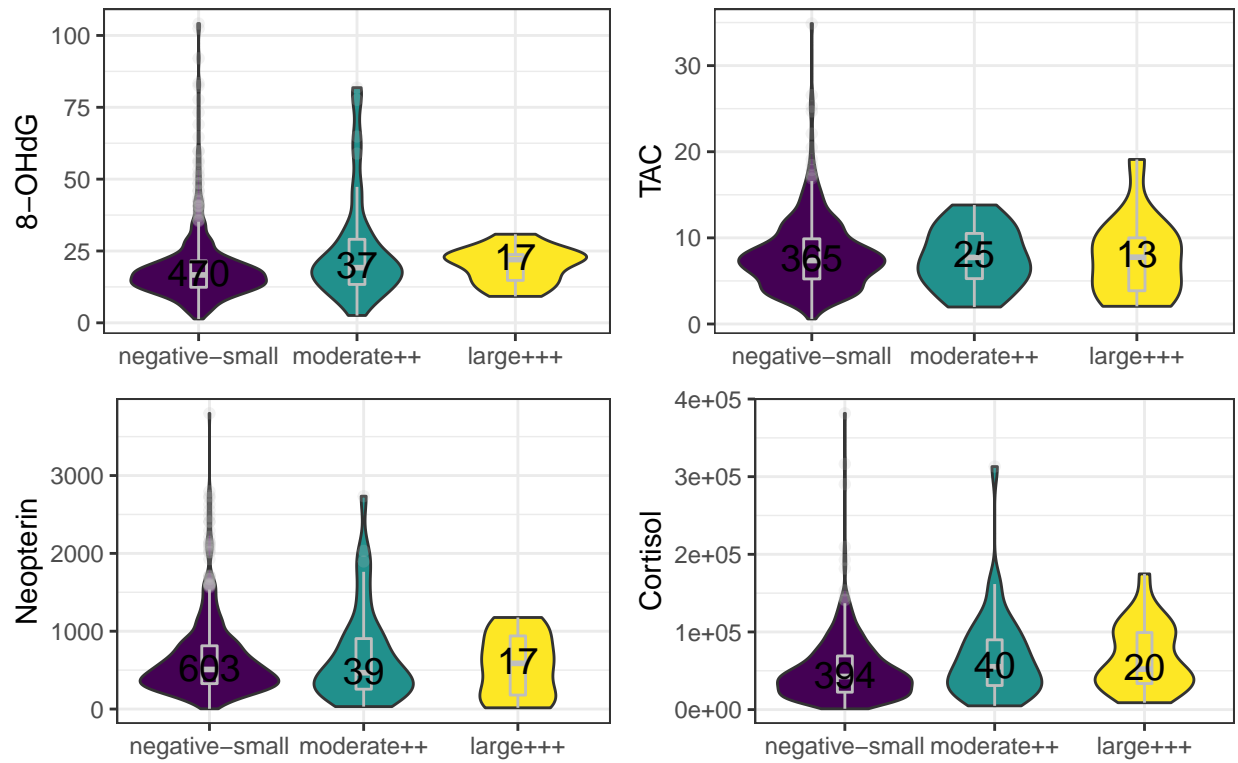 8−OHdG
100
75
50
25
0
470
37
17
negative−small moderate++ large+++
TAC
30
20
10
0
365
25
13
negative−small moderate++ large+++
Neopterin
3000
2000
1000
0
603
39
17
negative−small moderate++ large+++
Cortisol
4e+05
3e+05
2e+05
1e+05
0e+00
394
40
20
negative−small moderate++ large+++